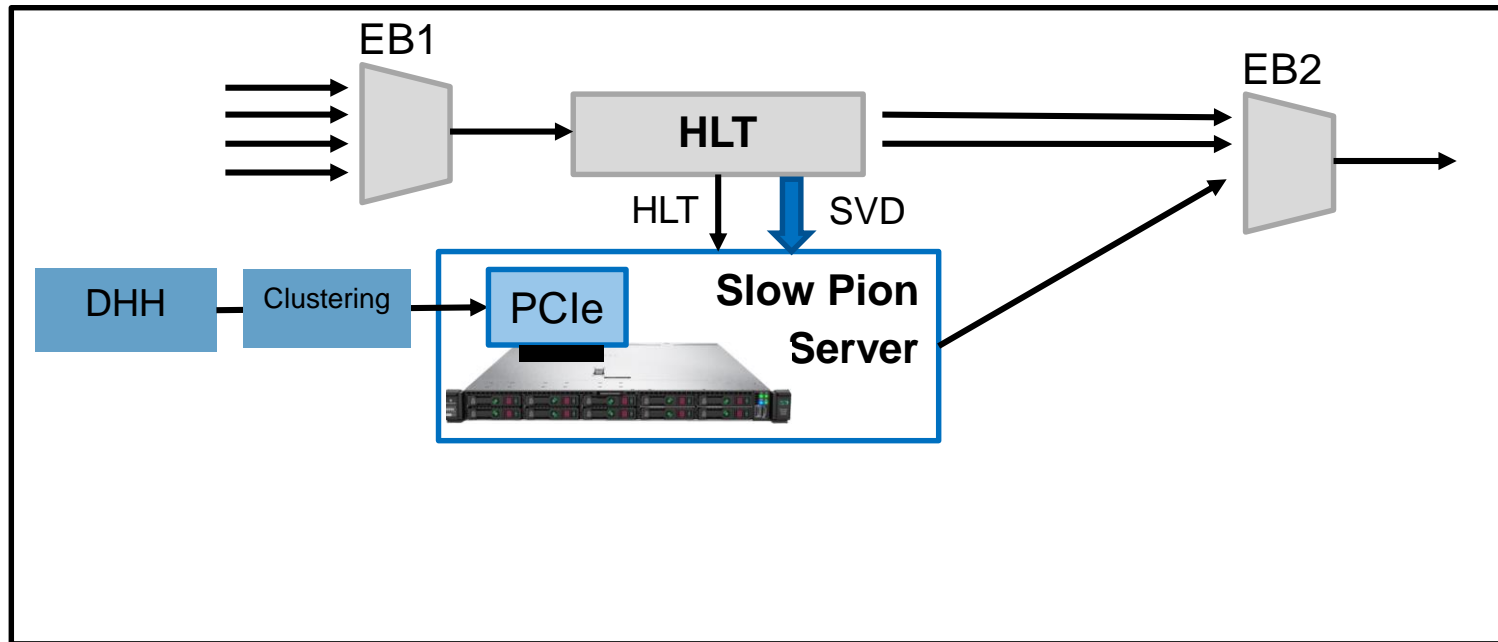 EB1
EB2
HLT
HLT
SVD
DHH
Clustering
PCIe
Slow Pion
Server